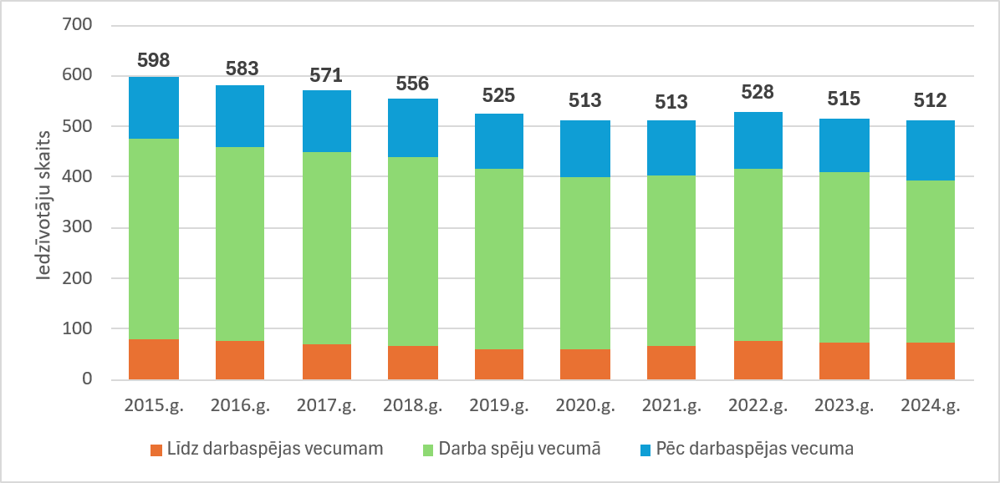 700
600
500
400
300
200
100
0
Iedzīvotāju skaits
598
583
571
556
525
513
513
528
515
512
2015.g.
2016.g.
2017.g.
2018.g.
2019.g.
2020.g.
2021.g.
2022.g.
2023.g.
2024.g.
Līdz darbaspējas vecumam
Darba spēju vecumā
Pēc darbaspējas vecuma